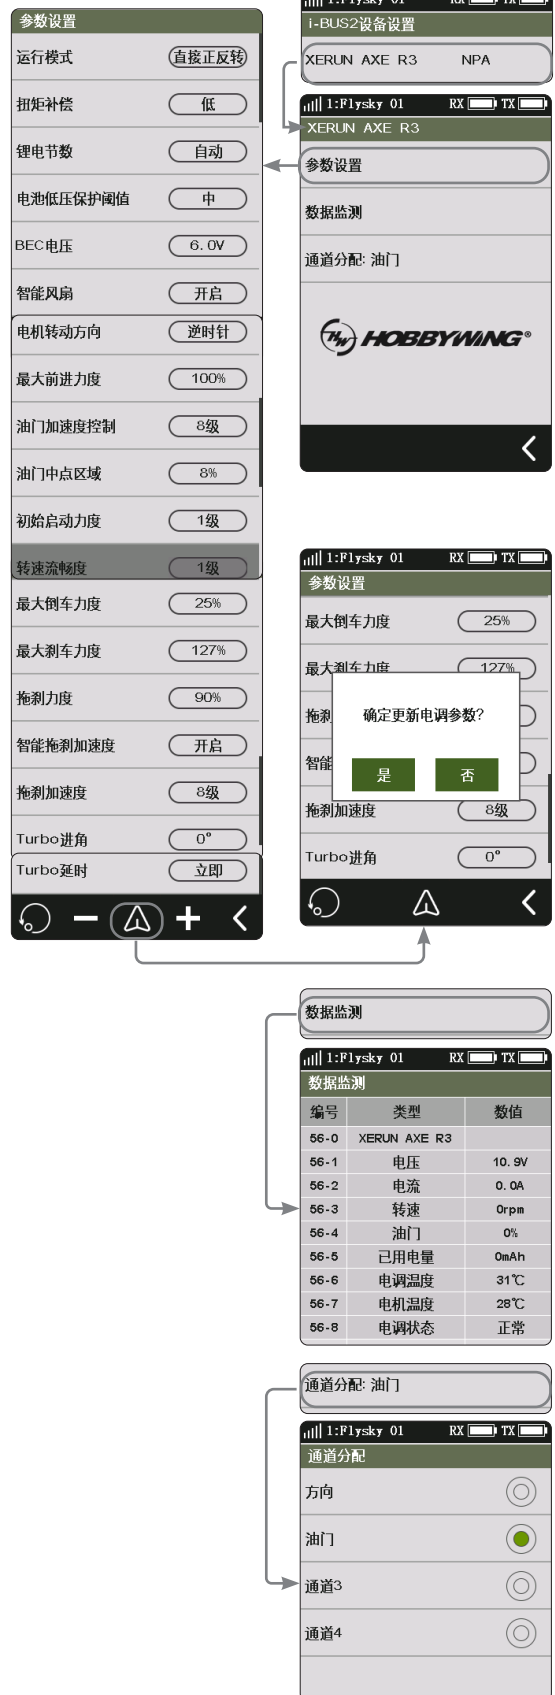 参数设置
运行模式 直接正反转
扭矩补偿 低
锂电节数 自动
电池低压保护阈值 中
BEC电压 6.0V
智能风扇 开启
电机转动方向 逆时针
最大前进力度 100%
油门加速度控制 8级
油门中点区域 8%
初始启动力度 1级
转速流畅度 1级
最大倒车力度 25%
最大刹车力度 127%
拖刹力度 90%
智能拖刹加速度 开启
拖刹加速度 8级
Turbo进角 0°
Turbo延时 立即
1:Flysky 01 RX TX
i-BUS2设备设置
XERUN AXE R3 NPA
1:Flysky 01 RX TX
XERUN AXE R3
参数设置
数据监测
通道分配: 油门
HW HOBBYWING®
1:Flysky 01 RX TX
参数设置
最大倒车力度 25%
最大刹车力度 127%
拖刹
确定更新电调参数?
智能
是 否
拖刹加速度 8级
Turbo进角 0°
数据监测
1:Flysky 01 RX TX
数据监测
编号 类型 数值
56-0 XERUN AXE R3
56-1 电压 10.9V
56-2 电流 0.0A
56-3 转速 0rpm
56-4 油门 0%
56-5 已用电量 0mAh
56-6 电调温度 31℃
56-7 电机温度 28℃
56-8 电调状态 正常
通道分配: 油门
1:Flysky 01 RX TX
通道分配
方向
油门
通道3
通道4